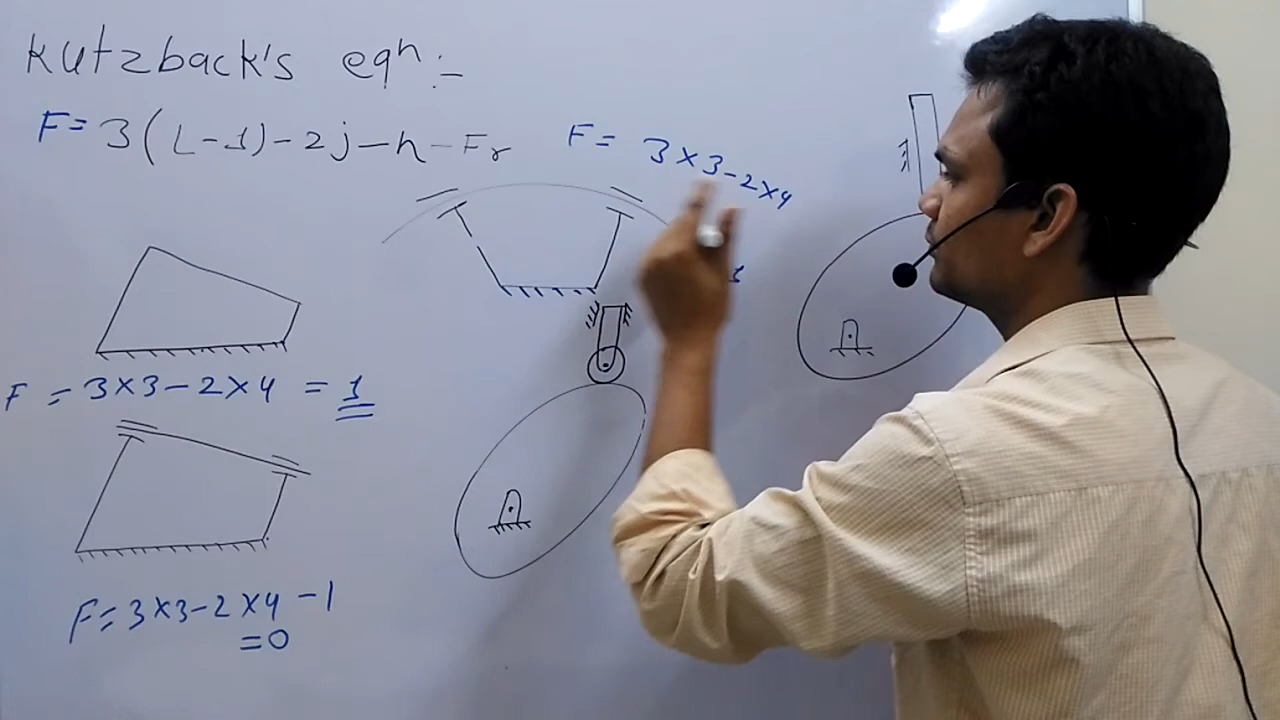 Kutzback's eqn :-
F= 3(L-1)-2j-h-Fr
F= 3×3-2×4
1
F = 3×3-2×4 = 1
F= 3×3-2×4 -1
=0